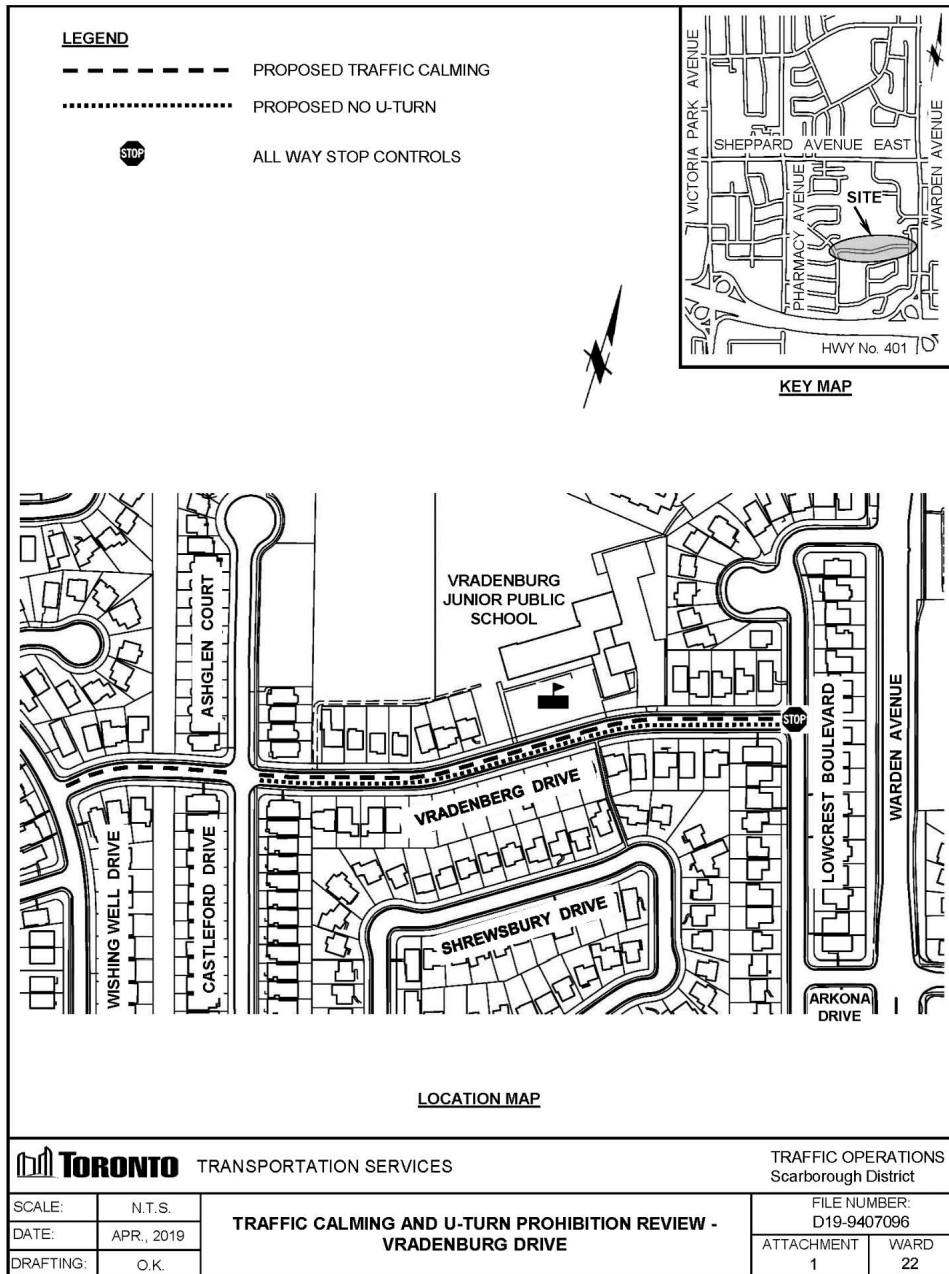 LEGEND
PROPOSED TRAFFIC CALMING
PROPOSED NO U-TURN
STOP
ALL WAY STOP CONTROLS
VICTORIA PARK AVENUE
SHEPPARD AVENUE EAST
PHARMACY AVENUE
WARDEN AVENUE
SITE
HWY No. 401
KEY MAP
VRADENBURG
JUNIOR PUBLIC
SCHOOL
ASHGLEN COURT
STOP
LOWCREST BOULEVARD
WARDEN AVENUE
VRADENBERG DRIVE
WISHING WELL DRIVE
CASTLEFORD DRIVE
SHREWSBURY DRIVE
ARKONA
DRIVE
LOCATION MAP
TORONTO TRANSPORTATION SERVICES
TRAFFIC OPERATIONS
Scarborough District
SCALE: N.T.S.
DATE: APR., 2019
DRAFTING: O.K.
TRAFFIC CALMING AND U-TURN PROHIBITION REVIEW -
VRADENBURG DRIVE
FILE NUMBER:
D19-9407096
ATTACHMENT
1
WARD
22